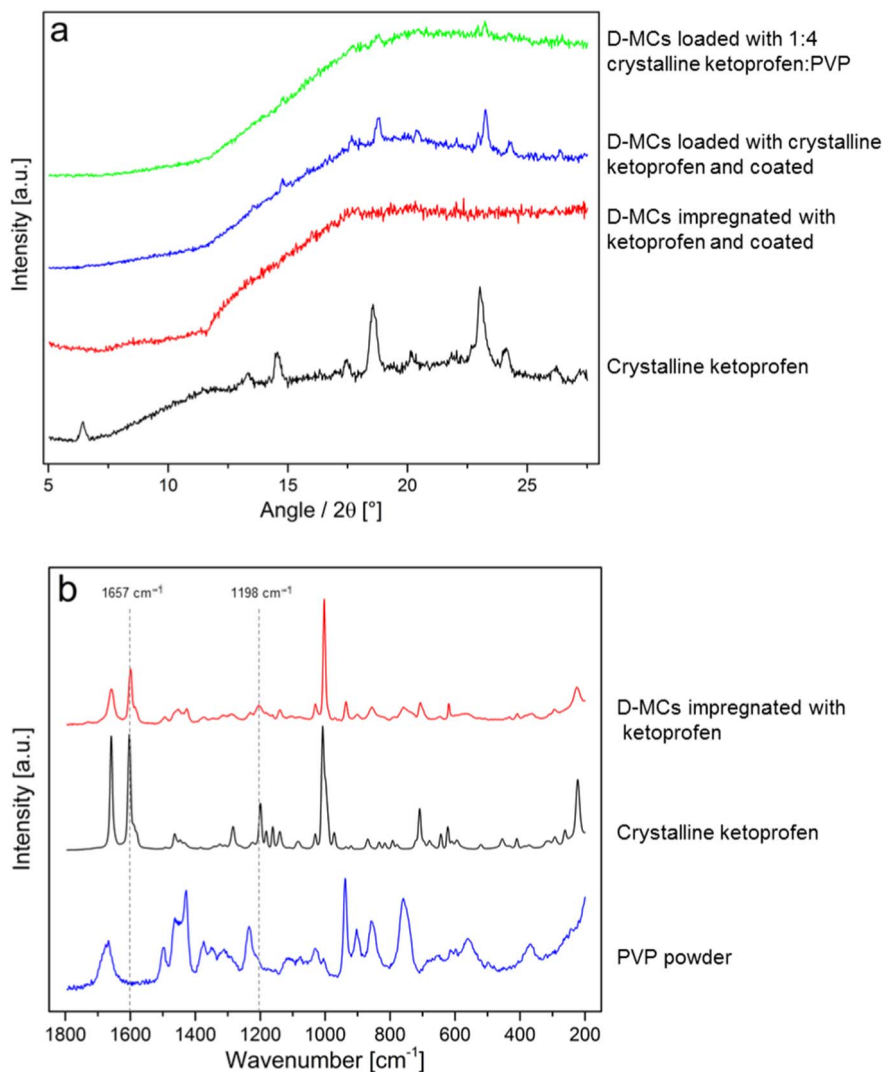 a
D-MCs loaded with 1:4
crystalline ketoprofen:PVP
D-MCs loaded with crystalline
ketoprofen and coated
D-MCs impregnated with
ketoprofen and coated
Crystalline ketoprofen
Intensity [a.u.]
5 10 15 20 25
Angle / 2θ [°]
b
1657 cm⁻¹ 1198 cm⁻¹
D-MCs impregnated with
ketoprofen
Crystalline ketoprofen
PVP powder
Intensity [a.u.]
1800 1600 1400 1200 1000 800 600 400 200
Wavenumber [cm⁻¹]